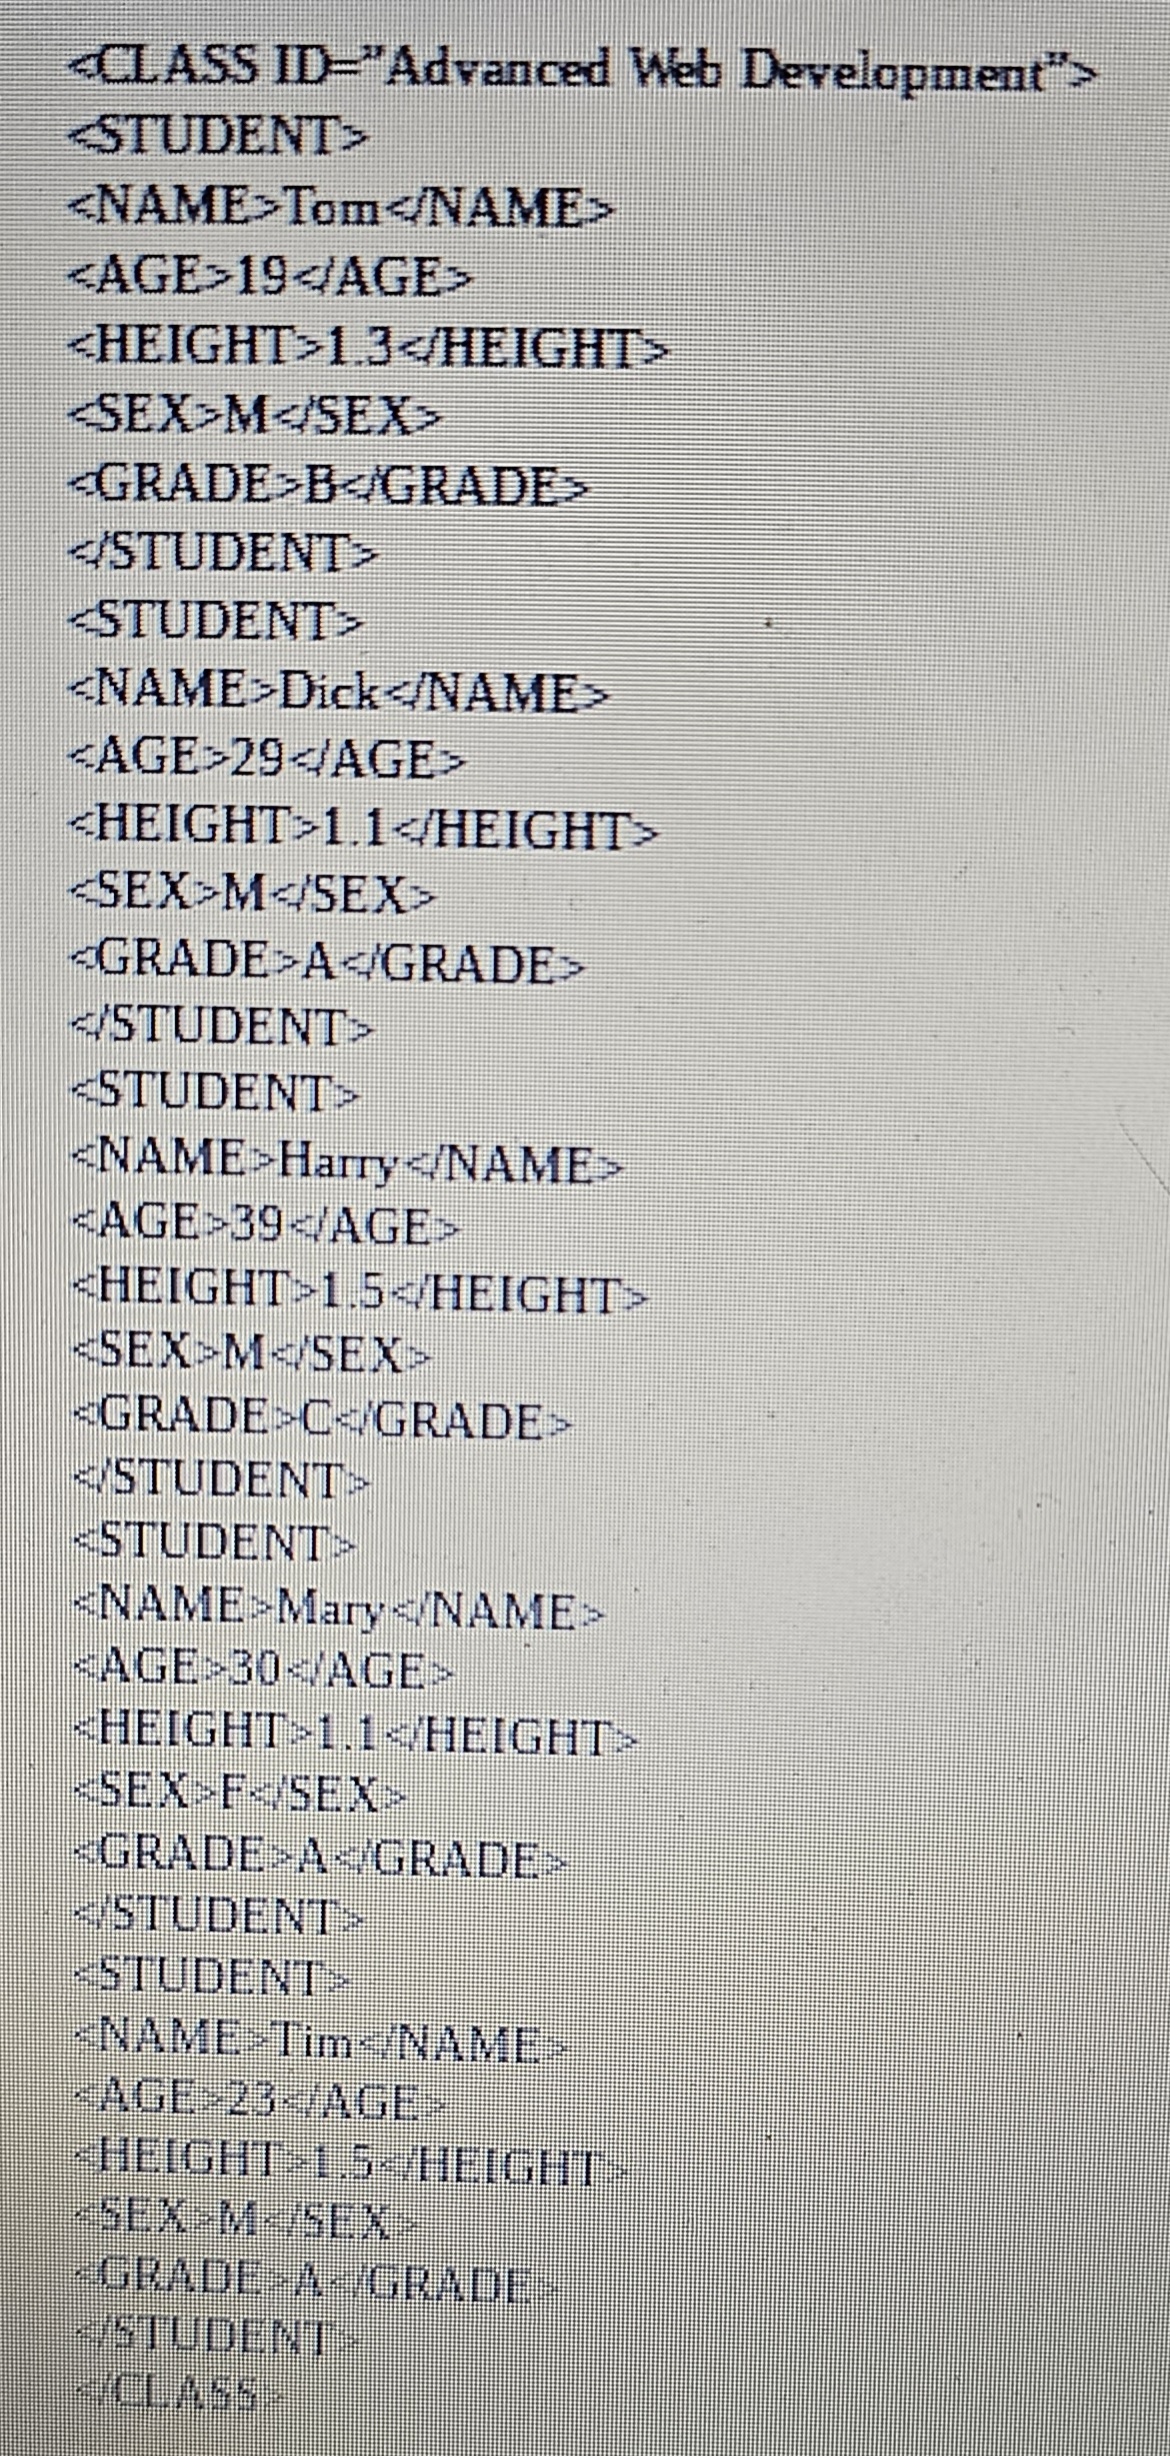 <CLASS ID=”Advanced Web Development”>
<STUDENT>
<NAME>Tom</NAME>
<AGE>19</AGE>
<HEIGHT>1.3</HEIGHT>
<SEX>M</SEX>
<GRADE>B</GRADE>
</STUDENT>
<STUDENT>
<NAME>Dick</NAME>
<AGE>29</AGE>
<HEIGHT>1.1</HEIGHT>
<SEX>M</SEX>
<GRADE>A</GRADE>
</STUDENT>
<STUDENT>
<NAME>Harry</NAME>
<AGE>39</AGE>
<HEIGHT>1.5</HEIGHT>
<SEX>M</SEX>
<GRADE>C</GRADE>
</STUDENT>
<STUDENT>
<NAME>Mary</NAME>
<AGE>30</AGE>
<HEIGHT>1.1</HEIGHT>
<SEX>F</SEX>
<GRADE>A</GRADE>
</STUDENT>
<STUDENT>
<NAME>Tim</NAME>
<AGE>23</AGE>
<HEIGHT>1.5</HEIGHT>
<SEX>M</SEX>
<GRADE>A</GRADE>
</STUDENT>
</CLASS>